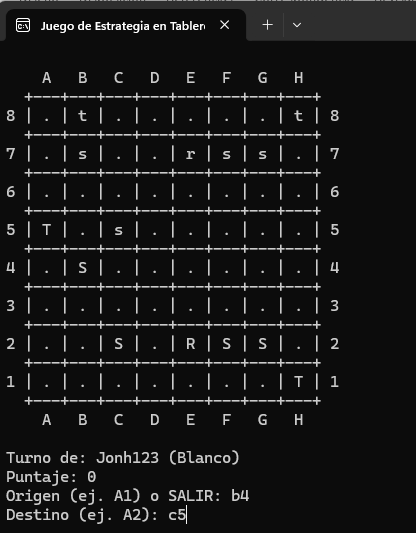 Juego de Estrategia en Tabler
A B C D E F G H
+---+---+---+---+---+---+---+---+
8 | . | t | . | . | . | . | . | t | 8
+---+---+---+---+---+---+---+---+
7 | . | s | . | . | r | s | s | . | 7
+---+---+---+---+---+---+---+---+
6 | . | . | . | . | . | . | . | . | 6
+---+---+---+---+---+---+---+---+
5 | T | . | s | . | . | . | . | . | 5
+---+---+---+---+---+---+---+---+
4 | . | S | . | . | . | . | . | . | 4
+---+---+---+---+---+---+---+---+
3 | . | . | . | . | . | . | . | . | 3
+---+---+---+---+---+---+---+---+
2 | . | . | S | . | R | S | S | . | 2
+---+---+---+---+---+---+---+---+
1 | . | . | . | . | . | . | . | T | 1
+---+---+---+---+---+---+---+---+
A B C D E F G H
Turno de: Jonh123 (Blanco)
Puntaje: 0
Origen (ej. A1) o SALIR: b4
Destino (ej. A2): c5